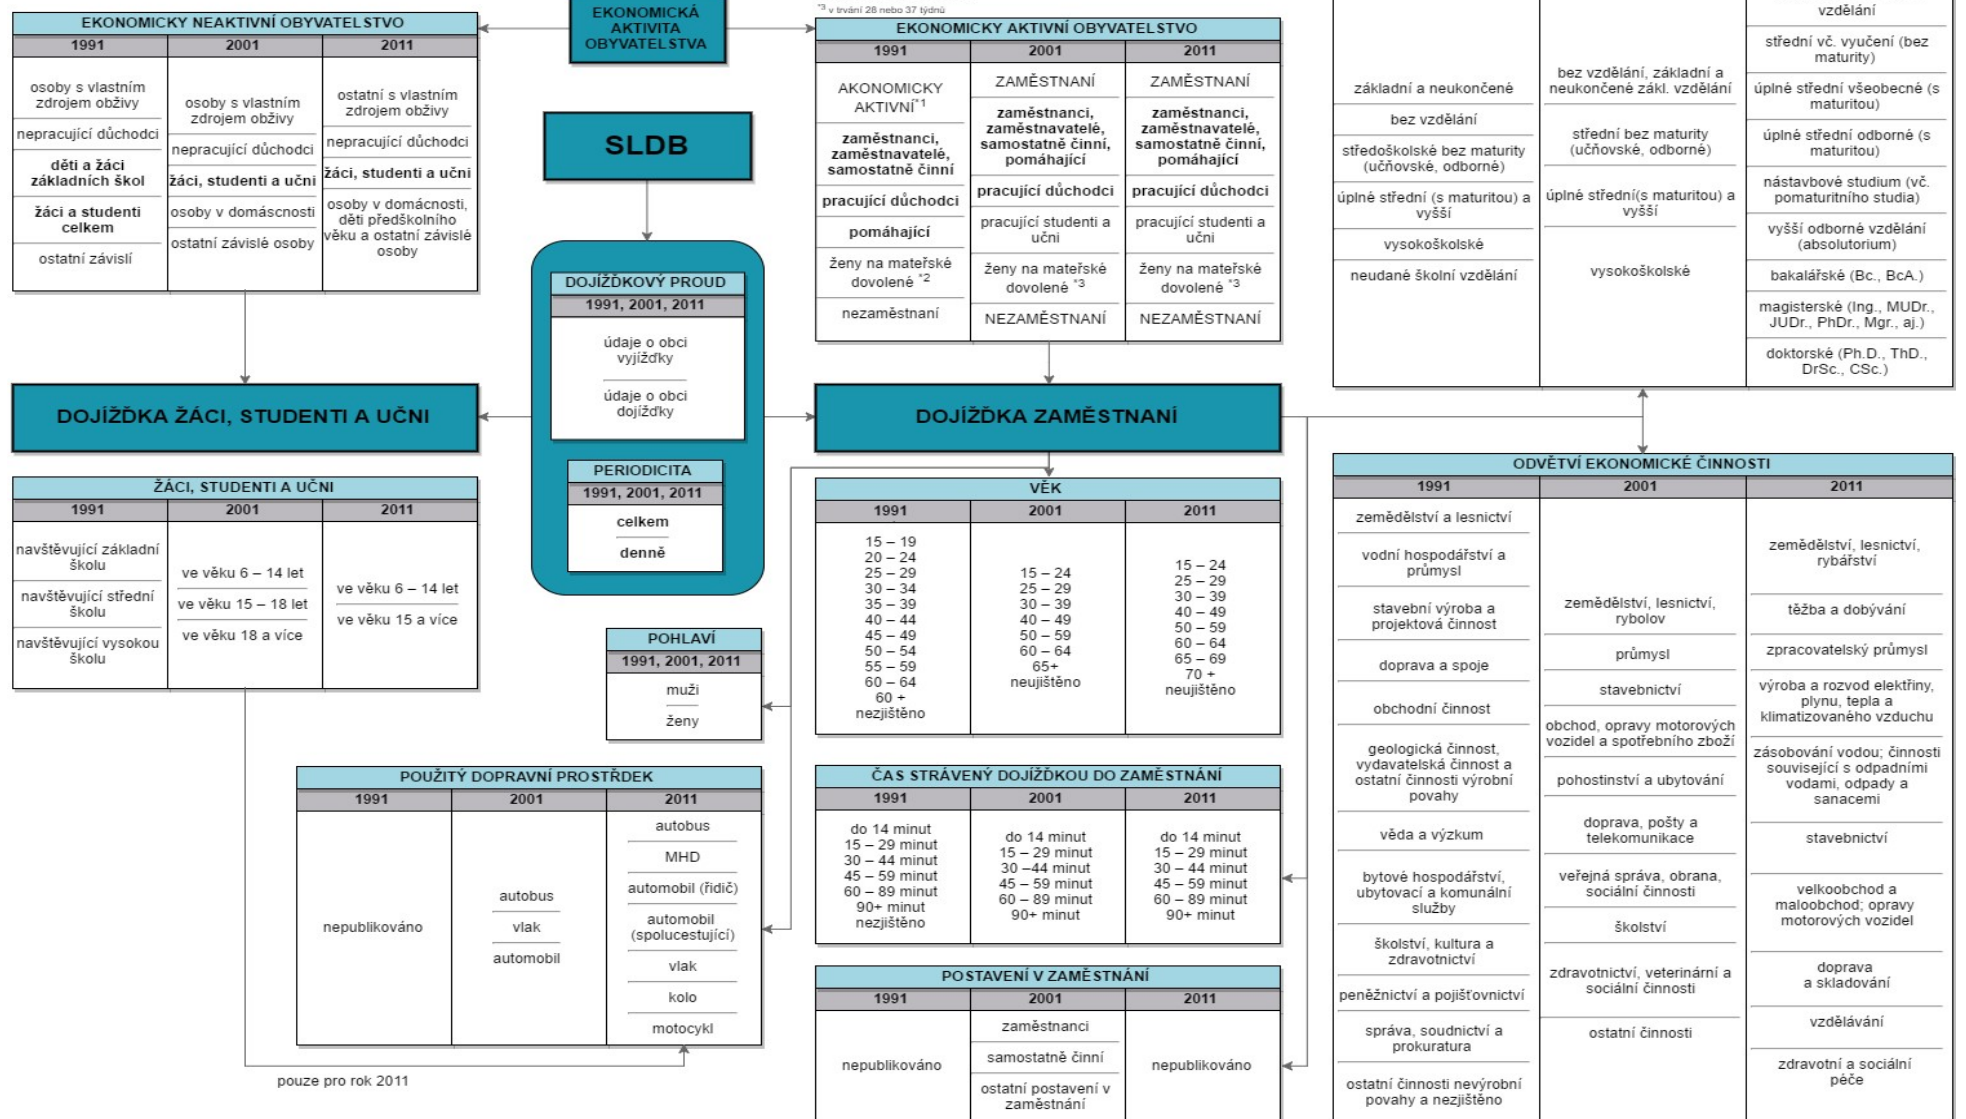 EKONOMICKY NEAKTIVNÍ OBYVATELSTVO
1991
2001
2011
osoby s vlastním
zdrojem obživy
nepracující důchodci
děti a žáci
základních škol
žáci a studenti
celkem
ostatní závislí
osoby s vlastním
zdrojem obživy
nepracující důchodci
žáci, studenti a učni
osoby v domáscnosti
ostatní závislé osoby
ostatní s vlastním
zdrojem obživy
nepracující důchodci
žáci, studenti a učni
osoby v domácnosti,
děti předškolního
věku a ostatní závislé
osoby
EKONOMICKÁ
AKTIVITA
OBYVATELSTVA
SLDB
*3 v trvání 28 nebo 37 týdnů
EKONOMICKY AKTIVNÍ OBYVATELSTVO
1991
2001
2011
AKONOMICKY
AKTIVNÍ*1
zaměstnanci,
zaměstnavatelé,
samostatně činní
pracující důchodci
pomáhající
ženy na mateřské
dovolené *2
nezaměstnaní
ZAMĚSTNANÍ
zaměstnanci,
zaměstnavatelé,
samostatně činní,
pomáhající
pracující důchodci
pracující studenti a
učni
ženy na mateřské
dovolené *3
NEZAMĚSTNANÍ
ZAMĚSTNANÍ
zaměstnanci,
zaměstnavatelé,
samostatně činní,
pomáhající
pracující důchodci
pracující studenti a
učni
ženy na mateřské
dovolené *3
NEZAMĚSTNANÍ
základní a neukončené
bez vzdělání
středoškolské bez maturity
(učňovské, odborné)
úplné střední (s maturitou) a
vyšší
vysokoškolské
neudané školní vzdělání
bez vzdělání, základní a
neukončené zákl. vzdělání
střední bez maturity
(učňovské, odborné)
úplné střední(s maturitou) a
vyšší
vysokoškolské
vzdělání
střední vč. vyučení (bez
maturity)
úplné střední všeobecné (s
maturitou)
úplné střední odborné (s
maturitou)
nástavbové studium (vč.
pomaturitního studia)
vyšší odborné vzdělání
(absolutorium)
bakalářské (Bc., BcA.)
magisterské (Ing., MUDr.,
JUDr., PhDr., Mgr., aj.)
doktorské (Ph.D., ThD.,
DrSc., CSc.)
DOJÍŽĎKOVÝ PROUD
1991, 2001, 2011
údaje o obci
vyjížďky
údaje o obci
dojížďky
PERIODICITA
1991, 2001, 2011
celkem
denně
DOJÍŽĎKA ŽÁCI, STUDENTI A UČNI
DOJÍŽĎKA ZAMĚSTNANÍ
ŽÁCI, STUDENTI A UČNI
1991
2001
2011
navštěvující základní
školu
navštěvující střední
školu
navštěvující vysokou
školu
ve věku 6 – 14 let
ve věku 15 – 18 let
ve věku 18 a více
ve věku 6 – 14 let
ve věku 15 a více
POHLAVÍ
1991, 2001, 2011
muži
ženy
VĚK
1991
2001
2011
15 – 19
20 – 24
25 – 29
30 – 34
35 – 39
40 – 44
45 – 49
50 – 54
55 – 59
60 – 64
60 +
nezjištěno
15 – 24
25 – 29
30 – 39
40 – 49
50 – 59
60 – 64
65+
neujištěno
15 – 24
25 – 29
30 – 39
40 – 49
50 – 59
60 – 64
65 – 69
70 +
neujištěno
POUŽITÝ DOPRAVNÍ PROSTŘDEK
1991
2001
2011
nepublikováno
autobus
vlak
automobil
autobus
MHD
automobil (řidič)
automobil
(spolucestující)
vlak
kolo
motocykl
pouze pro rok 2011
ČAS STRÁVENÝ DOJÍŽĎKOU DO ZAMĚSTNÁNÍ
1991
2001
2011
do 14 minut
15 – 29 minut
30 – 44 minut
45 – 59 minut
60 – 89 minut
90+ minut
nezjištěno
do 14 minut
15 – 29 minut
30 –44 minut
45 – 59 minut
60 – 89 minut
90+ minut
do 14 minut
15 – 29 minut
30 – 44 minut
45 – 59 minut
60 – 89 minut
90+ minut
POSTAVENÍ V ZAMĚSTNÁNÍ
1991
2001
2011
nepublikováno
zaměstnanci
samostatně činní
ostatní postavení v
zaměstnání
nepublikováno
ODVĚTVÍ EKONOMICKÉ ČINNOSTI
1991
2001
2011
zemědělství a lesnictví
vodní hospodářství a
průmysl
stavební výroba a
projektová činnost
doprava a spoje
obchodní činnost
geologická činnost,
vydavatelská činnost a
ostatní činnosti výrobní
povahy
věda a výzkum
bytové hospodářství,
ubytovací a komunální
služby
školství, kultura a
zdravotnictví
peněžnictví a pojišťovnictví
správa, soudnictví a
prokuratura
ostatní činnosti nevýrobní
povahy a nezjištěno
zemědělství, lesnictví,
rybolov
průmysl
stavebnictví
obchod, opravy motorových
vozidel a spotřebního zboží
pohostinství a ubytování
doprava, pošty a
telekomunikace
veřejná správa, obrana,
sociální činnosti
školství
zdravotnictví, veterinární a
sociální činnosti
ostatní činnosti
zemědělství, lesnictví,
rybářství
těžba a dobývání
zpracovatelský průmysl
výroba a rozvod elektřiny,
plynu, tepla a
klimatizovaného vzduchu
zásobování vodou; činnosti
související s odpadními
vodami, odpady a
sanacemi
stavebnictví
velkoobchod a
maloobchod; opravy
motorových vozidel
doprava
a skladování
vzdělávání
zdravotní a sociální
péče